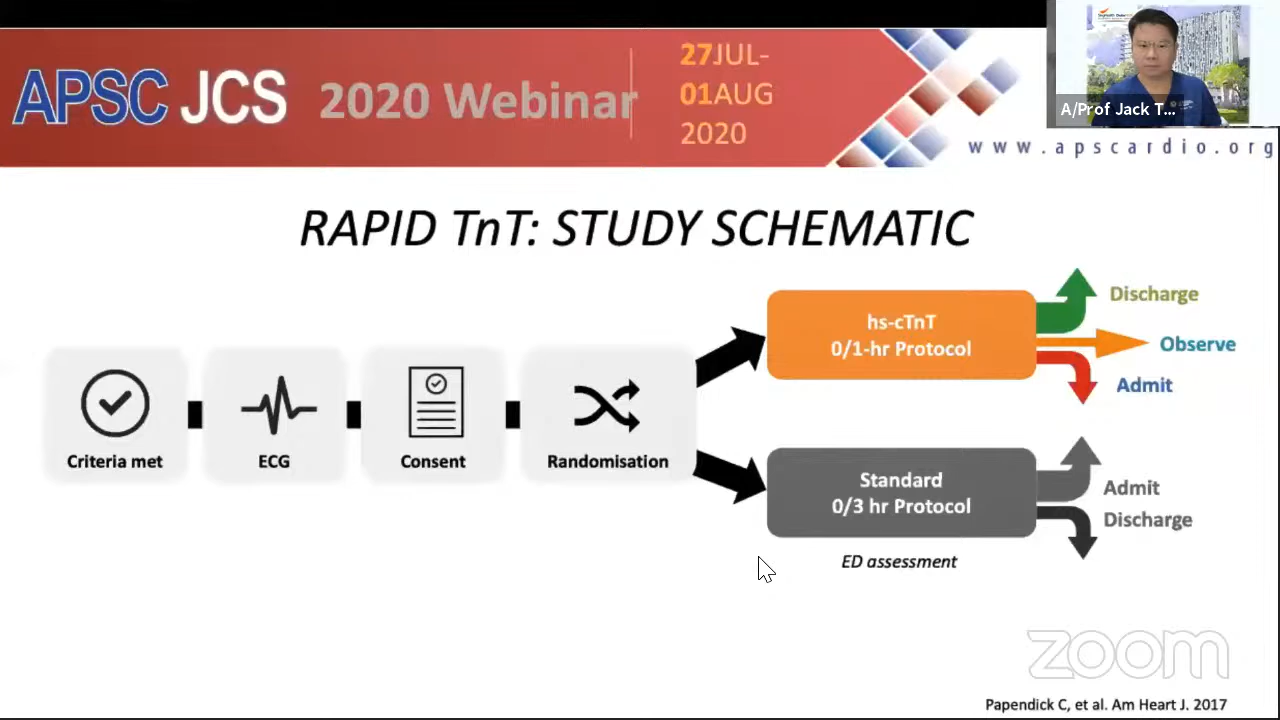 APSC JCS 2020 Webinar
27JUL-
01AUG
2020
A/Prof Jack T...
www.apscardio.org
RAPID TnT: STUDY SCHEMATIC
Criteria met
ECG
Consent
Randomisation
hs-cTnT
0/1-hr Protocol
Discharge
Observe
Admit
Standard
0/3 hr Protocol
Admit
Discharge
ED assessment
zoom
Papendick C, et al. Am Heart J. 2017